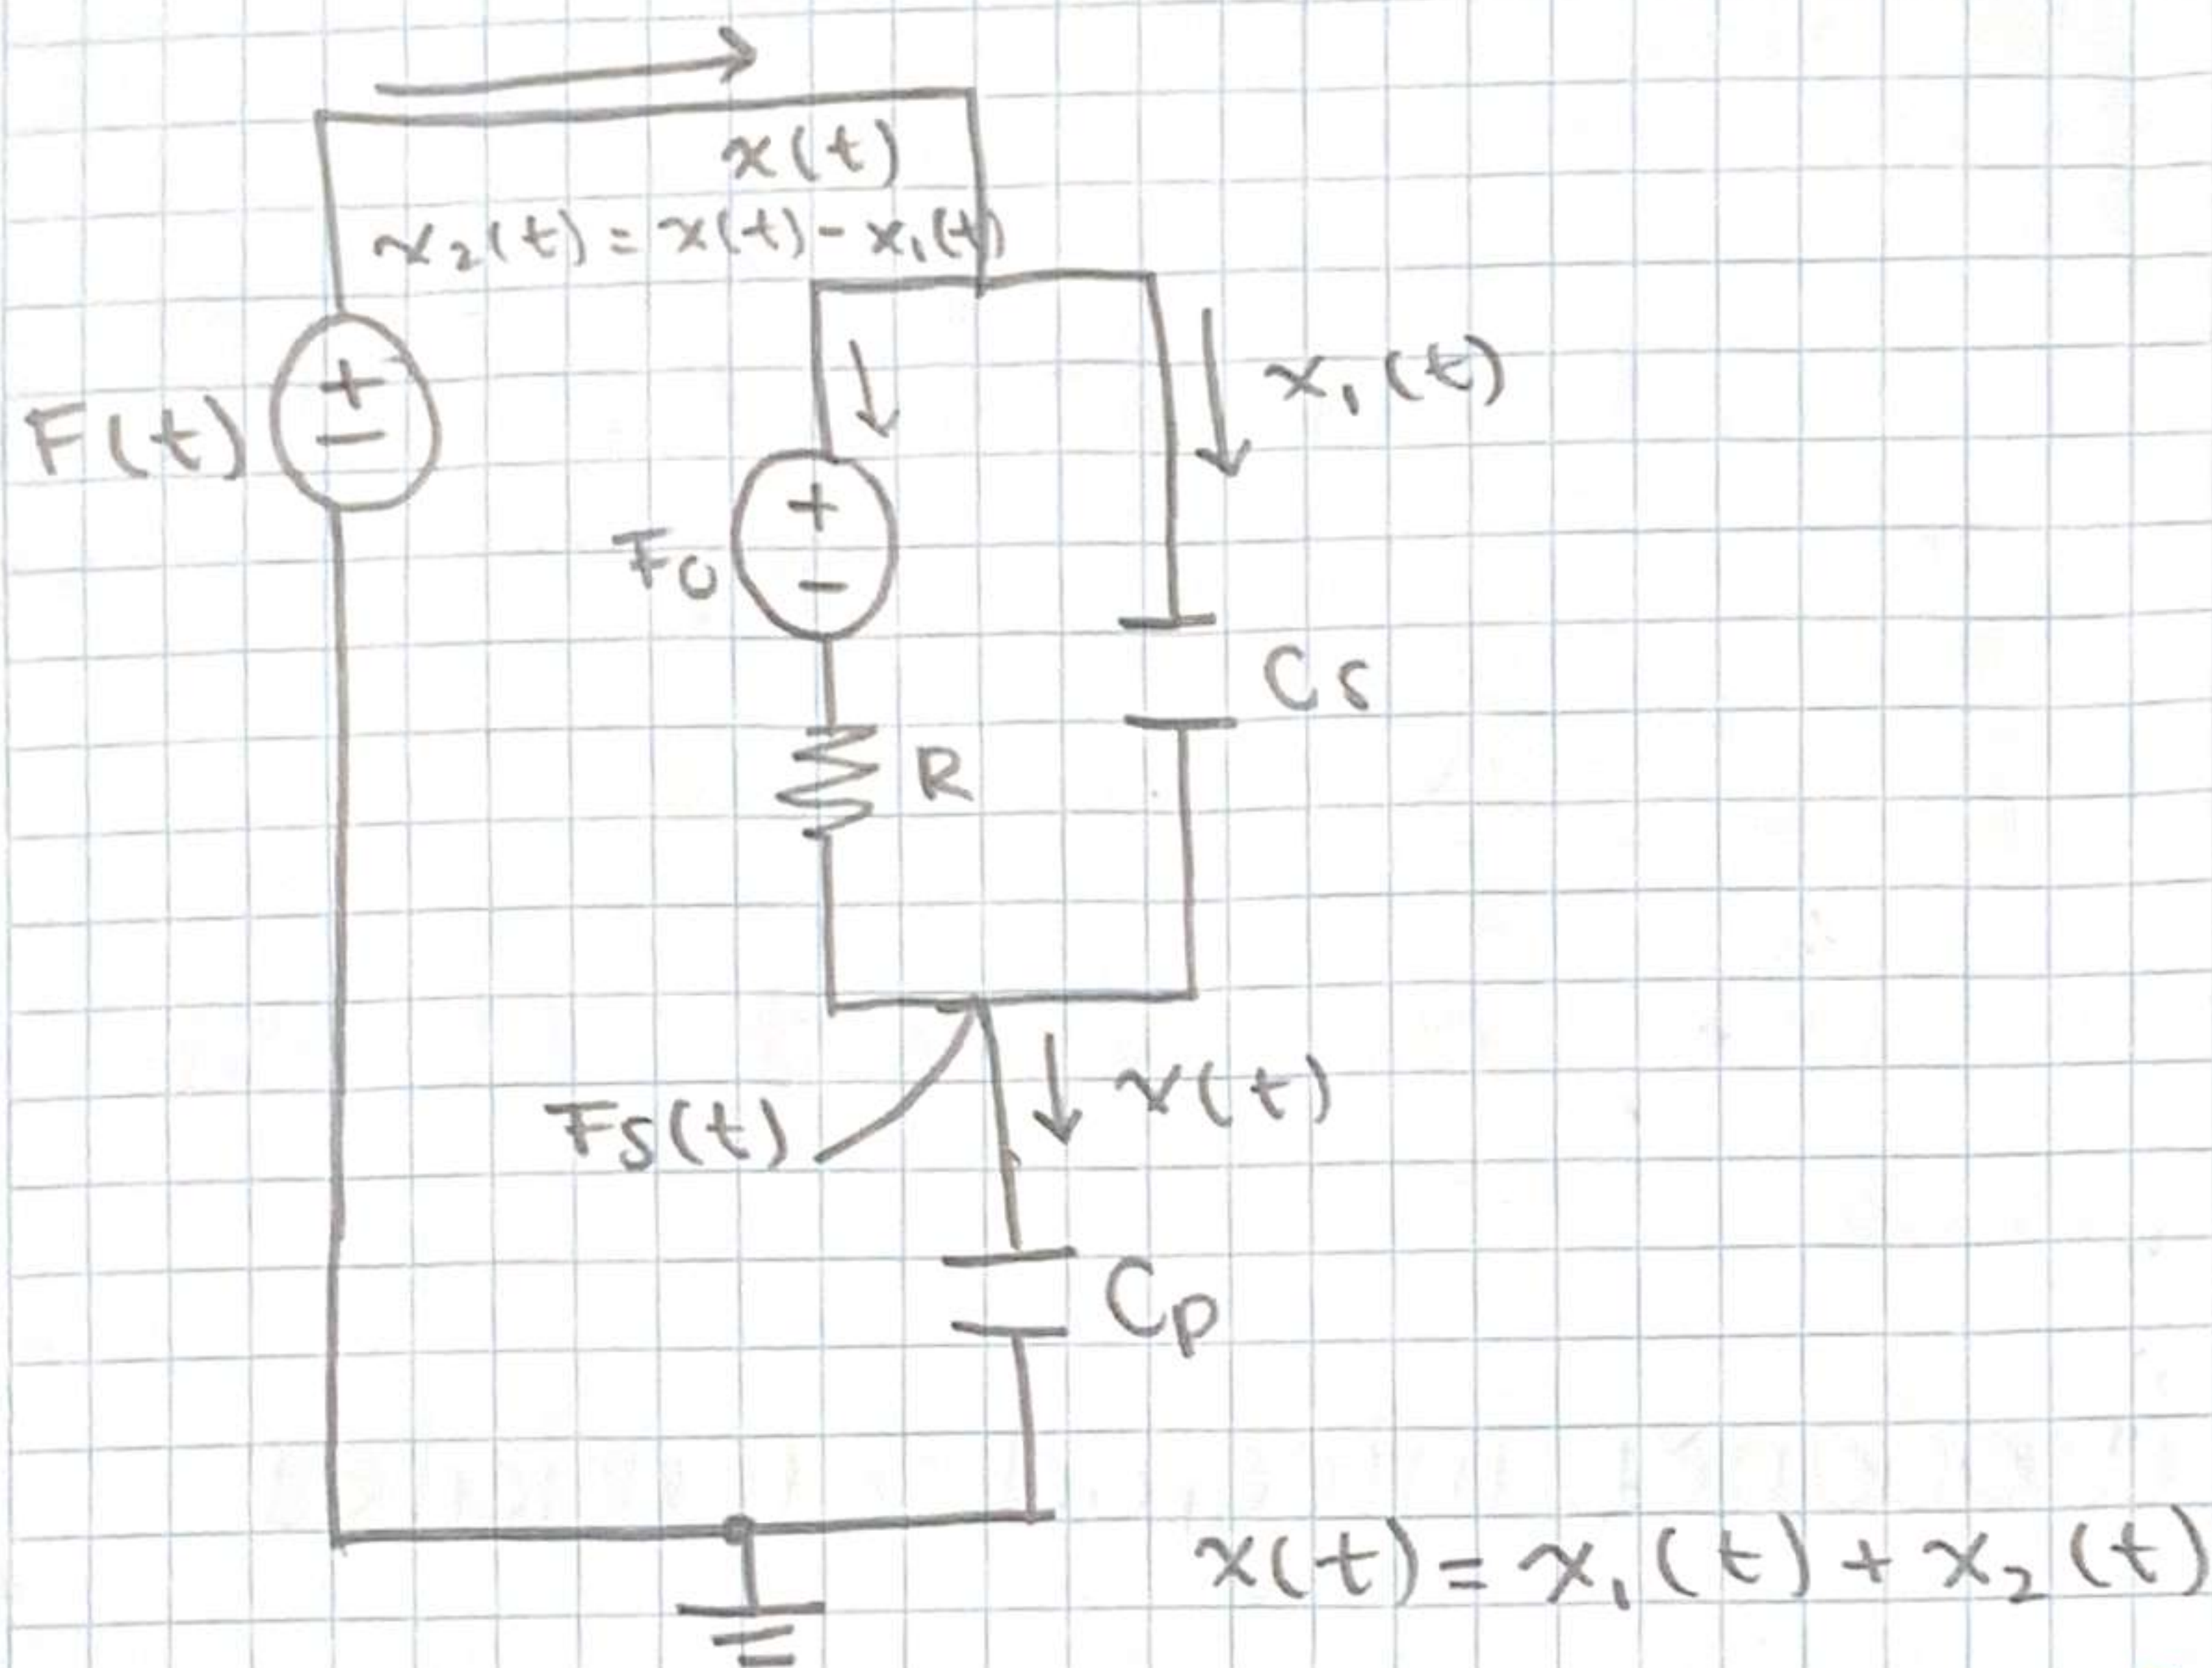 x(t)
x₂(t) = x(t) - x₁(t)
x₁(t)
F(t)
+
-
F₀
+
-
Cs
R
Fs(t)
x(t)
Cp
x(t) = x₁(t) + x₂(t)